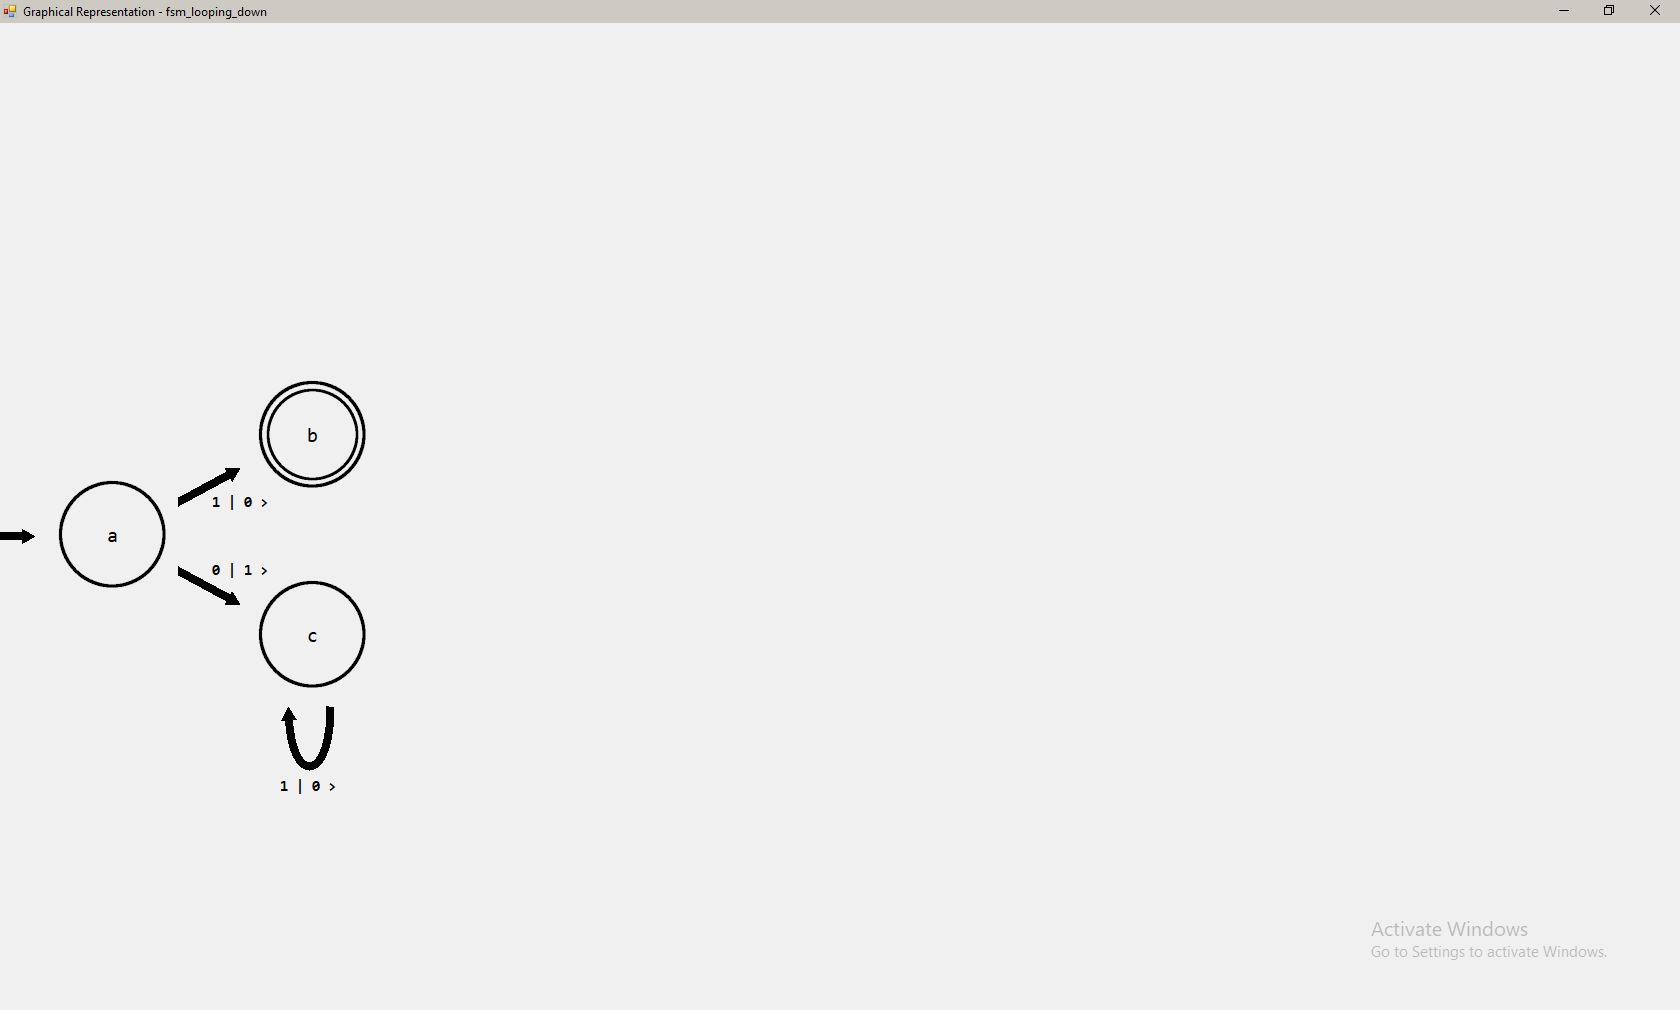 Graphical Representation - fsm_looping_down
b
1 | 0 >
a
0 | 1 >
c
1 | 0 >
Activate Windows
Go to Settings to activate Windows.